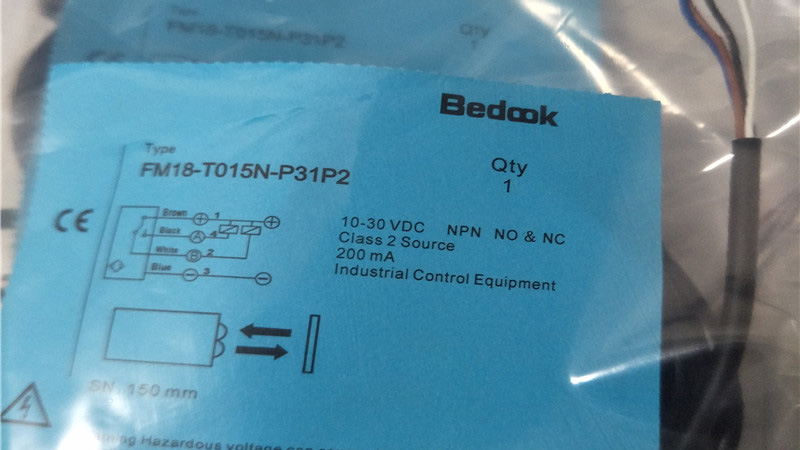 Type
FM18-T015N-P31P2
Qty
1
Bedook
Type
FM18-T015N-P31P2
Qty
1
CE
Brown 1
Black A 4
White B 2
Blue 3
10-30 VDC NPN NO & NC
Class 2 Source
200 mA
Industrial Control Equipment
SN: 150 mm
Hazardous voltage can